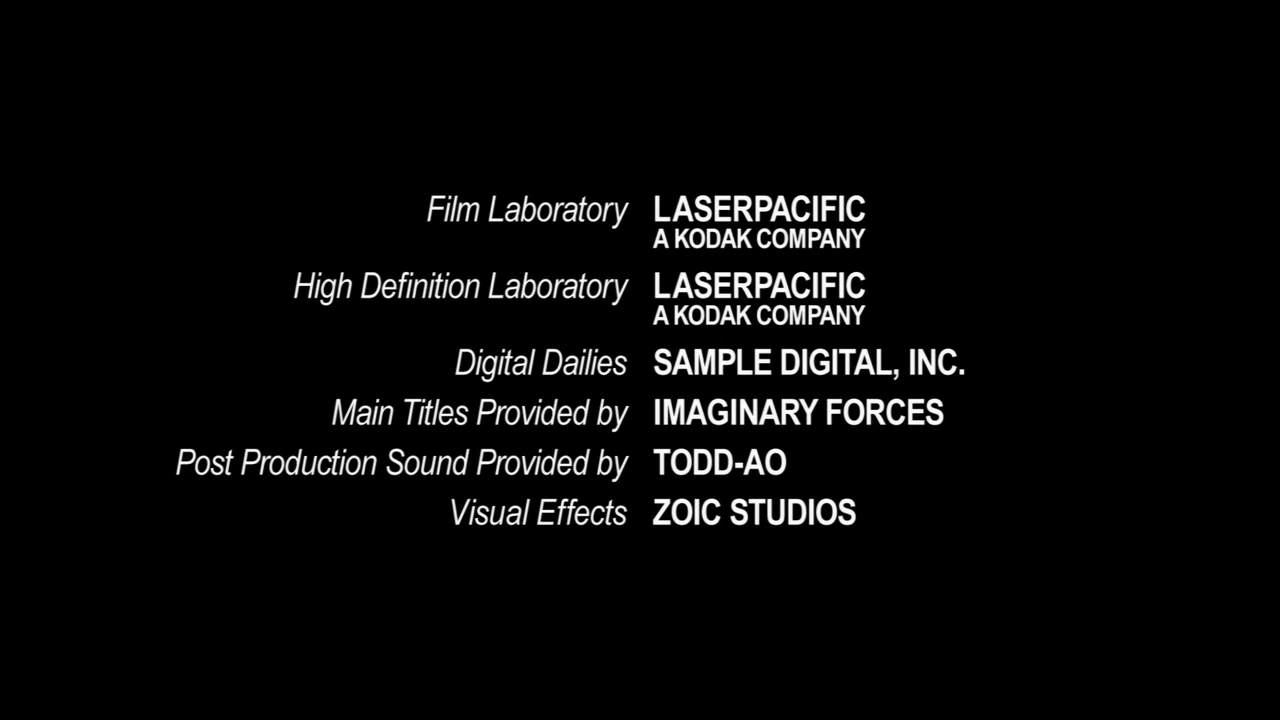 Film Laboratory LASERPACIFIC
A KODAK COMPANY
High Definition Laboratory LASERPACIFIC
A KODAK COMPANY
Digital Dailies SAMPLE DIGITAL, INC.
Main Titles Provided by IMAGINARY FORCES
Post Production Sound Provided by TODD-AO
Visual Effects ZOIC STUDIOS